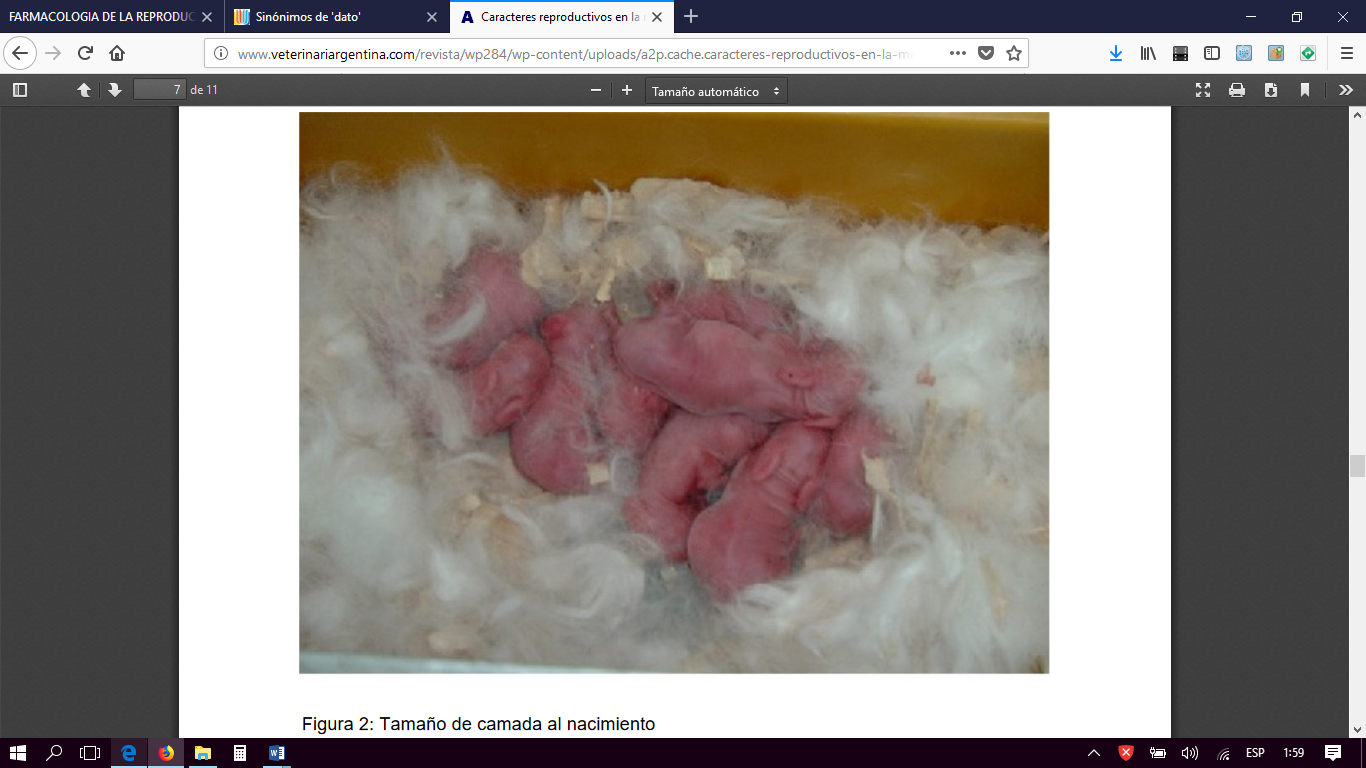 FARMACOLOGIA DE LA REPRODUC
Sinónimos de 'dato'
Caracteres reproductivos en la
www.veterinariargentina.com/revista/wp284/wp-content/uploads/a2p.cache.caracteres-reproductivos-en-la-m
7 de 11
Tamaño automático
Figura 2: Tamaño de camada al nacimiento
ESP
1:59